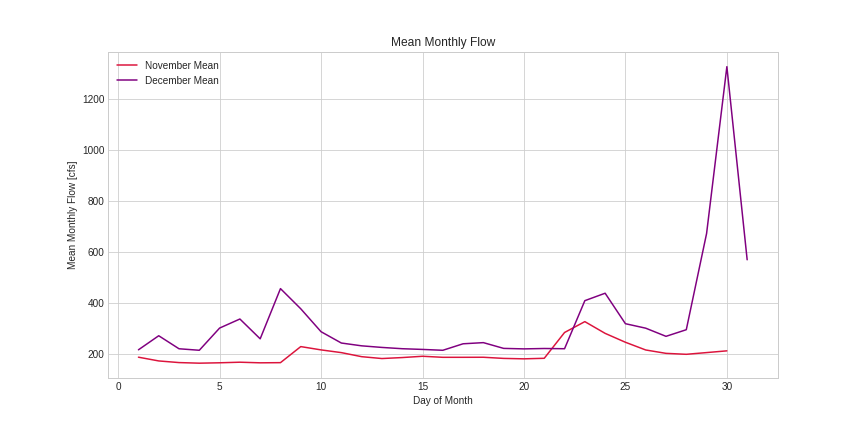 Mean Monthly Flow
November Mean
December Mean
Mean Monthly Flow [cfs]
1200
1000
800
600
400
200
0 5 10 15 20 25 30
Day of Month